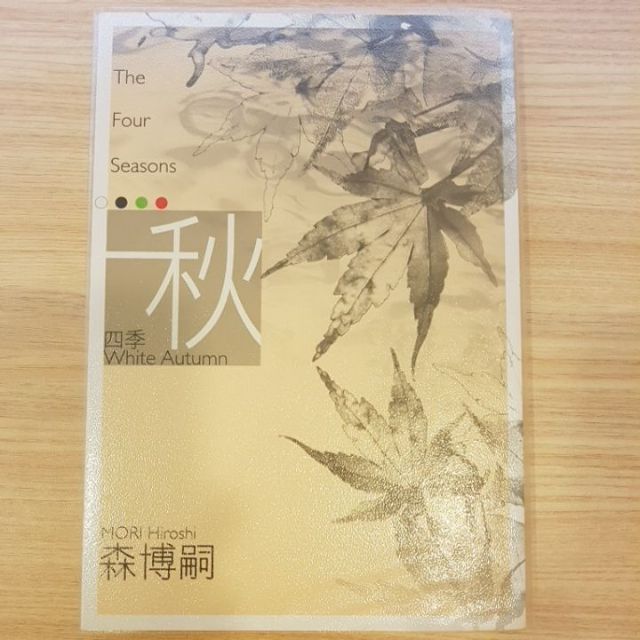 The
Four
Seasons
秋
四季
White Autumn
MORI Hiroshi
森博嗣